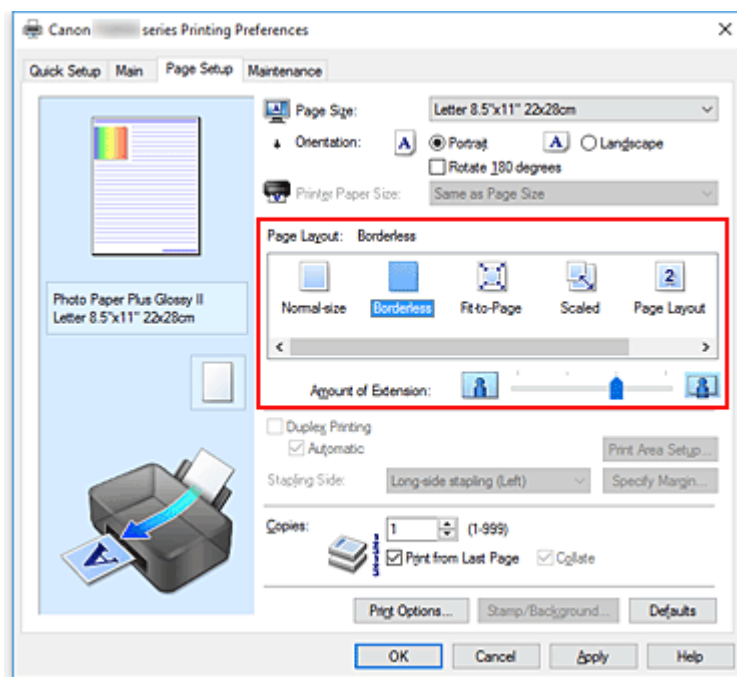 Canon series Printing Preferences
Quick Setup Main Page Setup Maintenance
Page Size: Letter 8.5"x11" 22x28cm
Orientation: A Portrait A Landscape
Rotate 180 degrees
Printer Paper Size: Same as Page Size
Page Layout: Borderless
Normal-size Borderless Fit-to-Page Scaled 2 Page Layout
Photo Paper Plus Glossy II
Letter 8.5"x11" 22x28cm
Amount of Extension:
Duplex Printing
Automatic Print Area Setup...
Stapling Side: Long-side stapling (Left) Specify Margin...
Copies: 1 (1-999)
Print from Last Page Collate
A
Print Options... Stamp/Background... Defaults
OK Cancel Apply Help